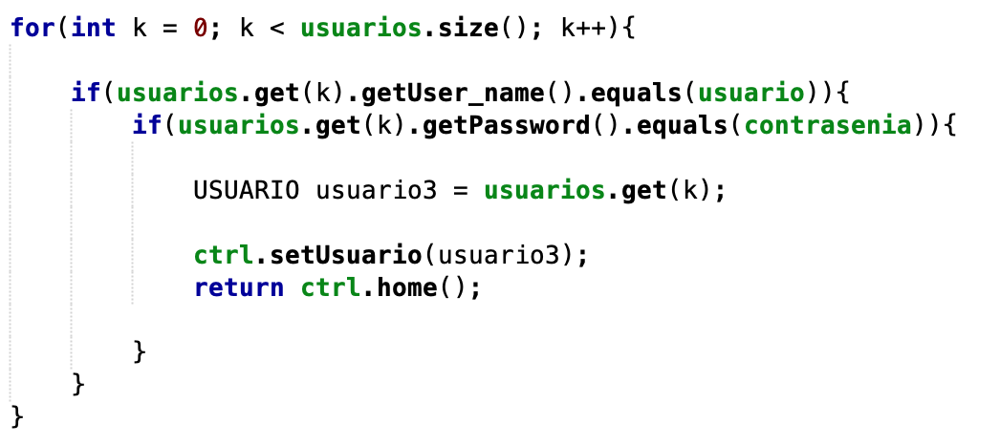 for(int k = 0; k < usuarios.size(); k++){
if(usuarios.get(k).getUser_name().equals(usuario)){
if(usuarios.get(k).getPassword().equals(contrasenia)){
USUARIO usuario3 = usuarios.get(k);
ctrl.setUsuario(usuario3);
return ctrl.home();
}
}
}